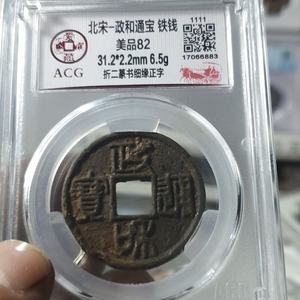 北宋-政和通宝 铁钱
美品82
31.2*2.2mm 6.5g
折二篆书细缘正字
ACG
1111
17066883
政和通寶